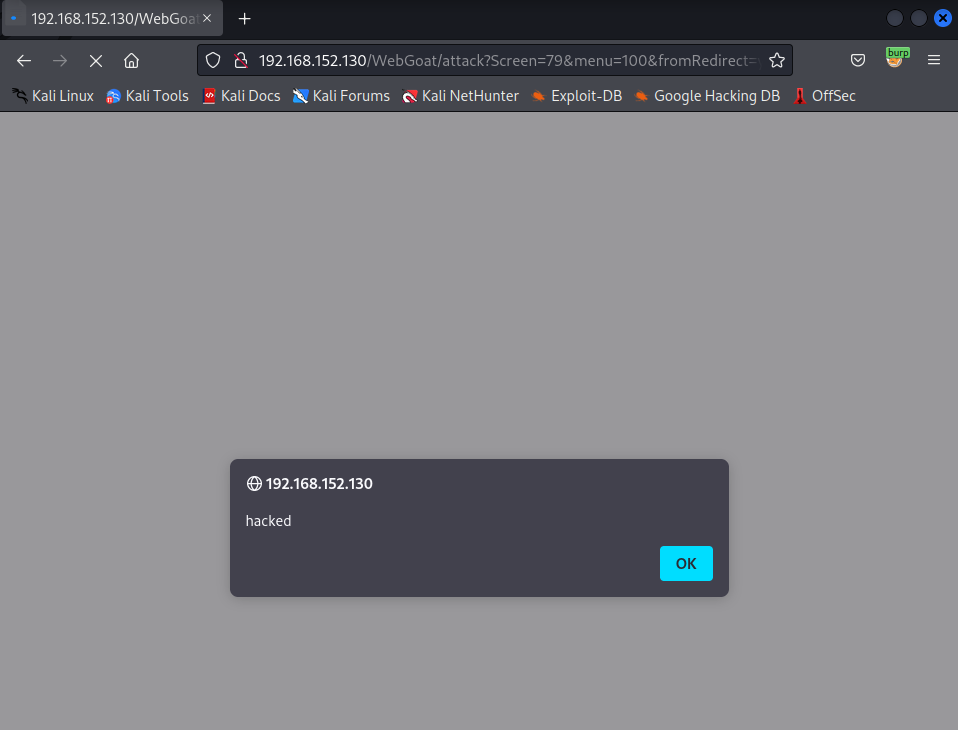 192.168.152.130/WebGoat
burp
192.168.152.130/WebGoat/attack?Screen=79&menu=100&fromRedirect=
Kali Linux Kali Tools Kali Docs Kali Forums Kali NetHunter Exploit-DB Google Hacking DB OffSec
192.168.152.130
hacked
OK